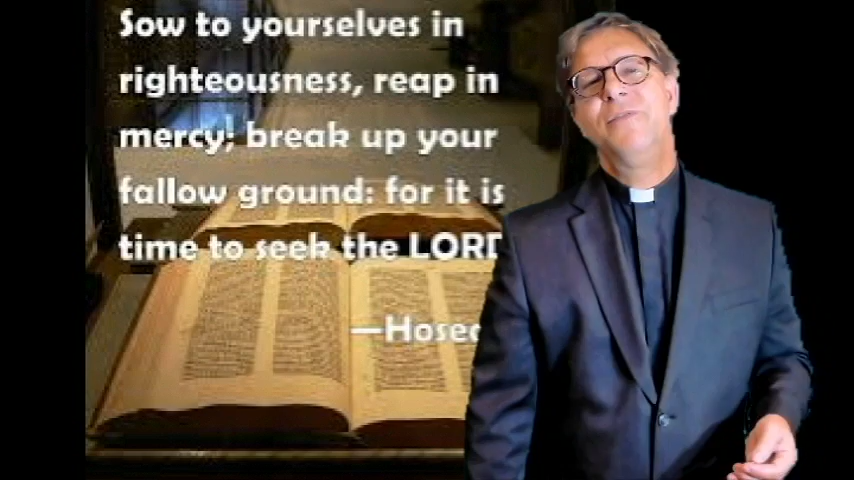 Sow to yourselves in
righteousness, reap in
mercy; break up your
fallow ground: for it is
time to seek the LORD
—Hosea